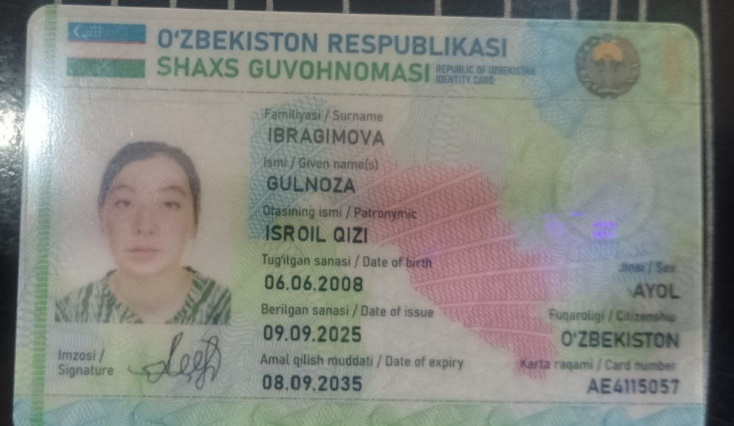 O‘ZBEKISTON RESPUBLIKASI
SHAXS GUVOHNOMASI REPUBLIC OF UZBEKISTAN IDENTITY CARD
Familiyasi / Surname
IBRAGIMOVA
Ismi / Given name(s)
GULNOZA
Otasining ismi / Patronymic
ISROIL QIZI
Tug‘ilgan sanasi / Date of birth
06.06.2008
Jinsi / Sex
AYOL
Berilgan sanasi / Date of issue
09.09.2025
Fuqaroligi / Citizenship
O‘ZBEKISTON
Imzosi / Signature
Amal qilish muddati / Date of expiry
08.09.2035
Karta raqami / Card number
AE4115057